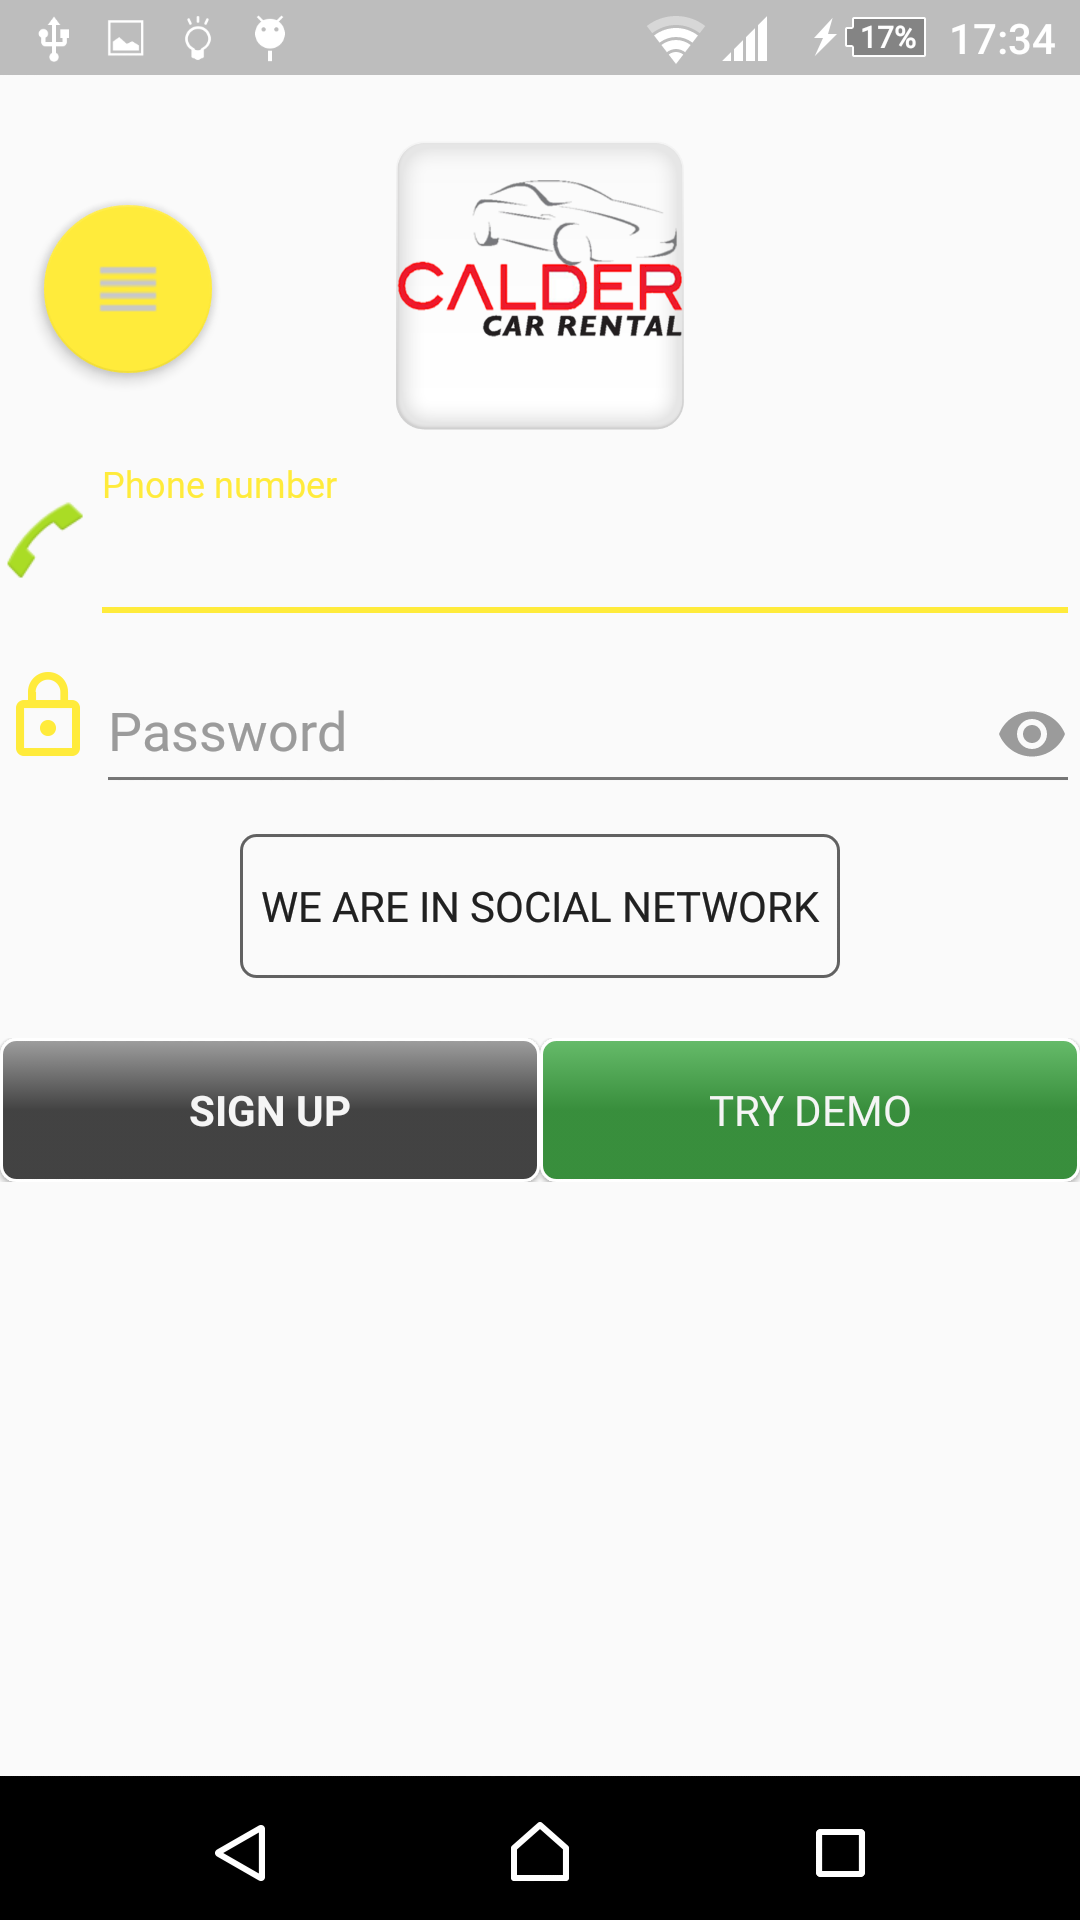 17% 17:34
CALDER
CAR RENTAL
Phone number
Password
WE ARE IN SOCIAL NETWORK
SIGN UP TRY DEMO